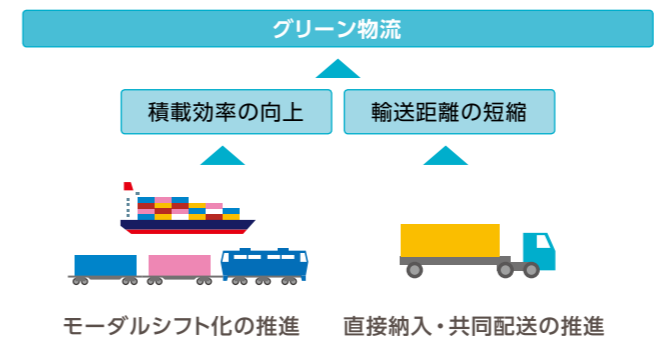 グリーン物流
積載効率の向上
輸送距離の短縮
モーダルシフト化の推進
直接納入・共同配送の推進